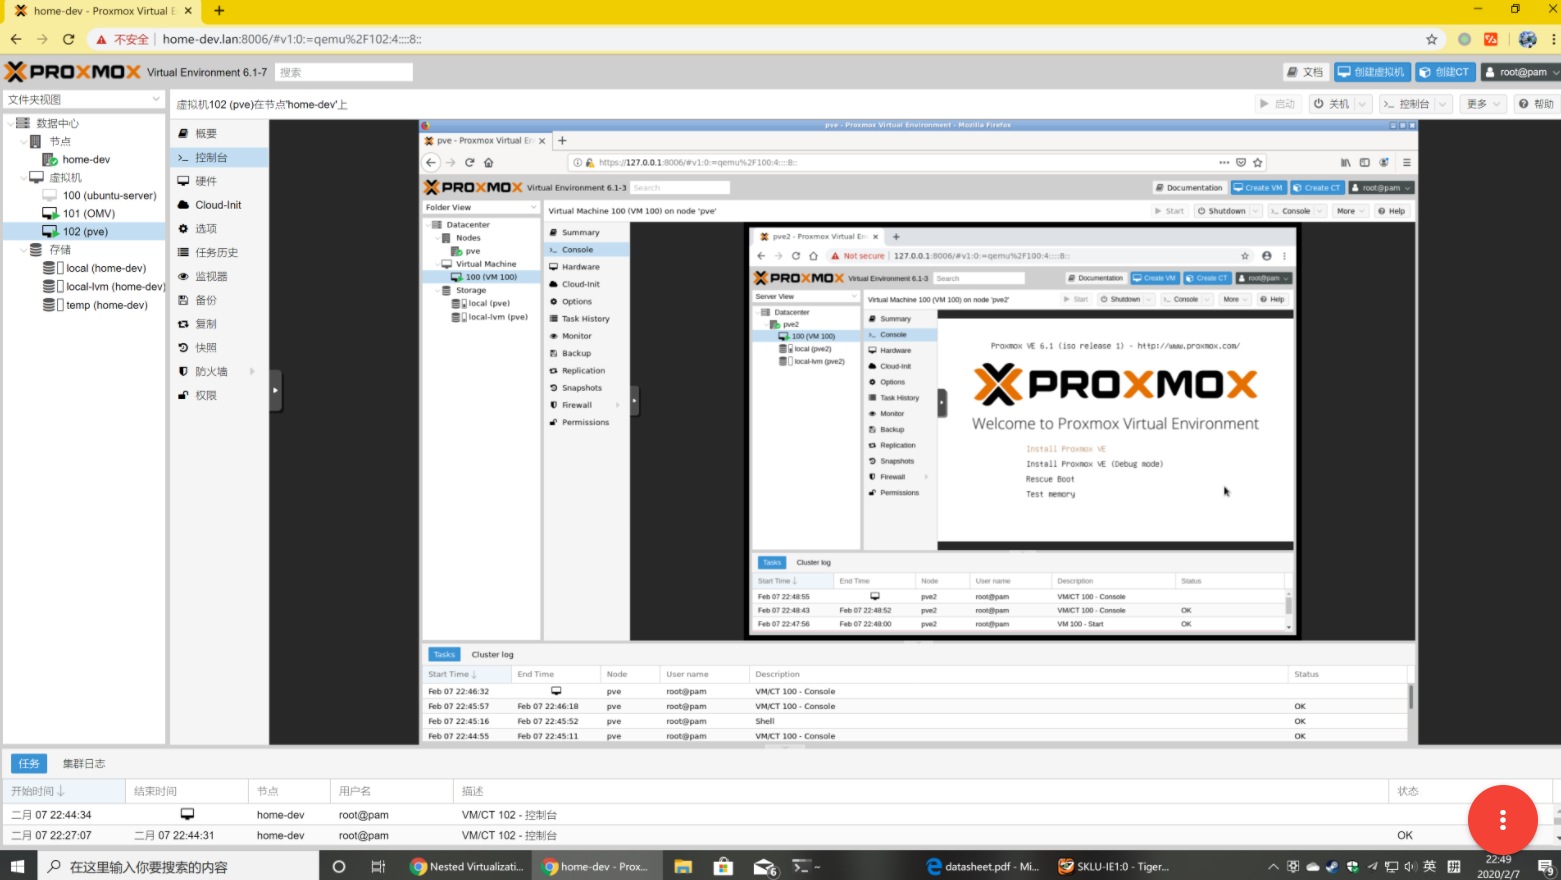 home-dev - Proxmox Virtual E
不安全 home-dev.lan:8006/#v1:0:=qemu%2F102:4::::8::
PROXMOX Virtual Environment 6.1-7 搜索 文档 创建虚拟机 创建CT root@pam
文件夹视图
虚拟机102 (pve)在节点'home-dev'上 启动 关机 控制台 更多 帮助
数据中心
节点
home-dev
虚拟机
100 (ubuntu-server)
101 (OMV)
102 (pve)
存储
local (home-dev)
local-lvm (home-dev)
temp (home-dev)
概要
控制台
硬件
Cloud-Init
选项
任务历史
监视器
备份
复制
快照
防火墙
权限
pve - Proxmox Virtual Environment - Mozilla Firefox
pve - Proxmox Virtual En
https://127.0.0.1:8006/#v1:0:=qemu%2F100:4::::8::
PROXMOX Virtual Environment 6.1-3 Search Documentation Create VM Create CT root@pam
Folder View
Virtual Machine 100 (VM 100) on node 'pve' Start Shutdown Console More Help
Datacenter
Nodes
pve
Virtual Machine
100 (VM 100)
Storage
local (pve)
local-lvm (pve)
Summary
Console
Hardware
Cloud-Init
Options
Task History
Monitor
Backup
Replication
Snapshots
Firewall
Permissions
pve2 - Proxmox Virtual En
Not secure 127.0.0.1:8006/#v1:0:=qemu%2F100:4::::8::
PROXMOX Virtual Environment 6.1-3 Search Documentation Create VM Create CT root@pam
Server View
Virtual Machine 100 (VM 100) on node 'pve2' Start Shutdown Console More Help
Datacenter
pve2
100 (VM 100)
local (pve2)
local-lvm (pve2)
Summary
Console
Hardware
Cloud-Init
Options
Task History
Monitor
Backup
Replication
Snapshots
Firewall
Permissions
Proxmox VE 6.1 (iso release 1) - http://www.proxmox.com/
PROXMOX
Welcome to Proxmox Virtual Environment
Install Proxmox VE
Install Proxmox VE (Debug mode)
Rescue Boot
Test memory
Tasks Cluster log
Start Time End Time Node User name Description Status
Feb 07 22:48:55 pve2 root@pam VM/CT 100 - Console
Feb 07 22:48:43 Feb 07 22:48:52 pve2 root@pam VM/CT 100 - Console OK
Feb 07 22:47:56 Feb 07 22:48:00 pve2 root@pam VM 100 - Start OK
Tasks Cluster log
Start Time End Time Node User name Description Status
Feb 07 22:46:32 pve root@pam VM/CT 100 - Console
Feb 07 22:45:57 Feb 07 22:46:18 pve root@pam VM/CT 100 - Console OK
Feb 07 22:45:16 Feb 07 22:45:52 pve root@pam Shell OK
Feb 07 22:44:55 Feb 07 22:45:11 pve root@pam VM/CT 100 - Console OK
任务 集群日志
开始时间 结束时间 节点 用户名 描述 状态
二月 07 22:44:34 home-dev root@pam VM/CT 102 - 控制台
二月 07 22:27:07 二月 07 22:44:31 home-dev root@pam VM/CT 102 - 控制台 OK
在这里输入你要搜索的内容 Nested Virtualizati... home-dev - Prox... 6 datasheet.pdf - Mi... SKLU-IE1:0 - Tiger... 英 拼 22:49 9
2020/2/7